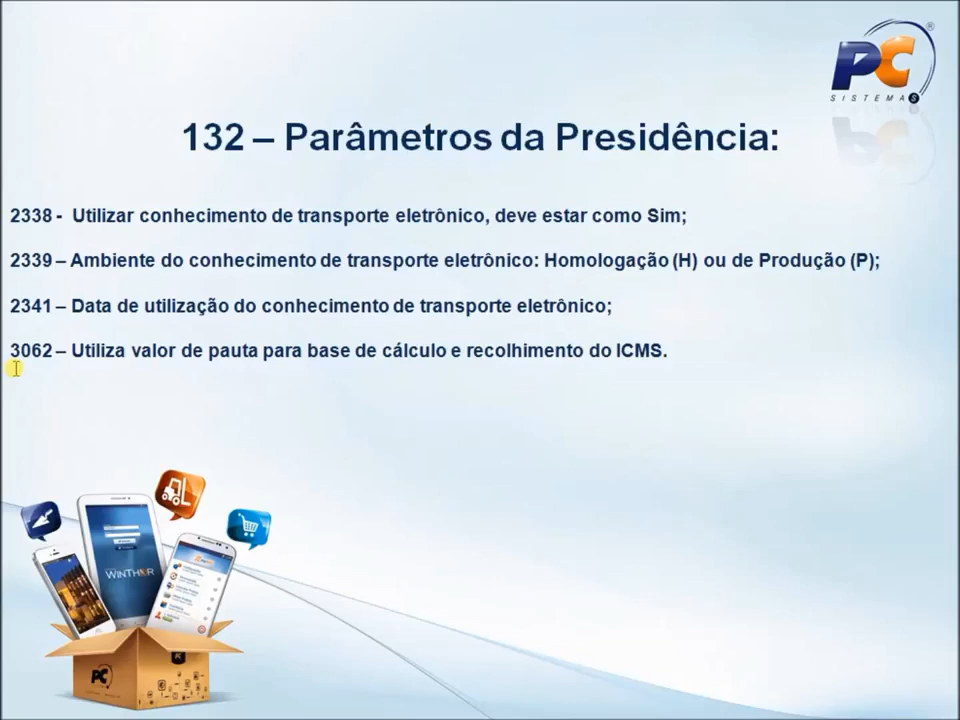 PC
SISTEMAS
®
132 – Parâmetros da Presidência:
2338 - Utilizar conhecimento de transporte eletrônico, deve estar como Sim;
2339 – Ambiente do conhecimento de transporte eletrônico: Homologação (H) ou de Produção (P);
2341 – Data de utilização do conhecimento de transporte eletrônico;
3062 – Utiliza valor de pauta para base de cálculo e recolhimento do ICMS.
WINTHOR
PC